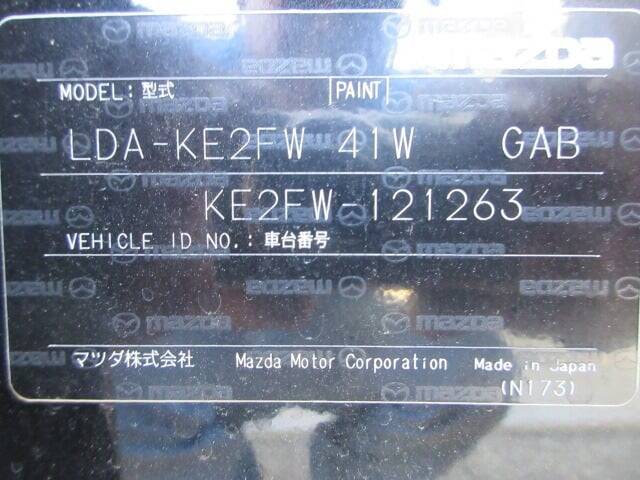 mazda
MODEL: 型式 PAINT
LDA-KE2FW 41W GAB
KE2FW-121263
VEHICLE ID NO.: 車台番号
マツダ株式会社 Mazda Motor Corporation Made in Japan
(N173)